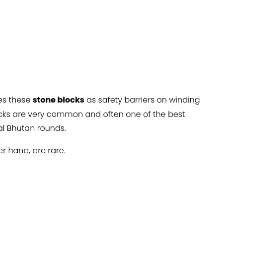 es these stone blocks as safety barriers on winding
cks are very common and often one of the best
al Bhutan rounds.
er hand, are rare.